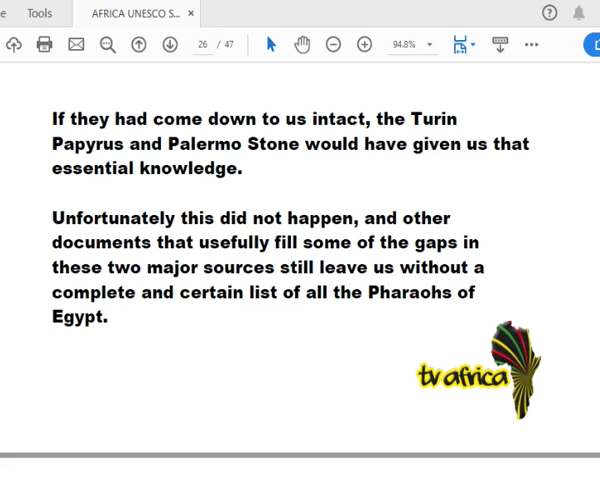 Tools
AFRICA UNESCO S...
26 / 47
94.8%
If they had come down to us intact, the Turin
Papyrus and Palermo Stone would have given us that
essential knowledge.
Unfortunately this did not happen, and other
documents that usefully fill some of the gaps in
these two major sources still leave us without a
complete and certain list of all the Pharaohs of
Egypt.
tv africa